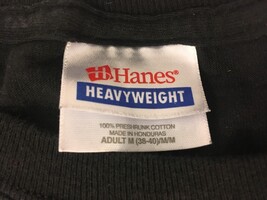 Hanes®
HEAVYWEIGHT
100% PRESHRUNK COTTON
MADE IN HONDURAS
ADULT M (38-40)/M/M